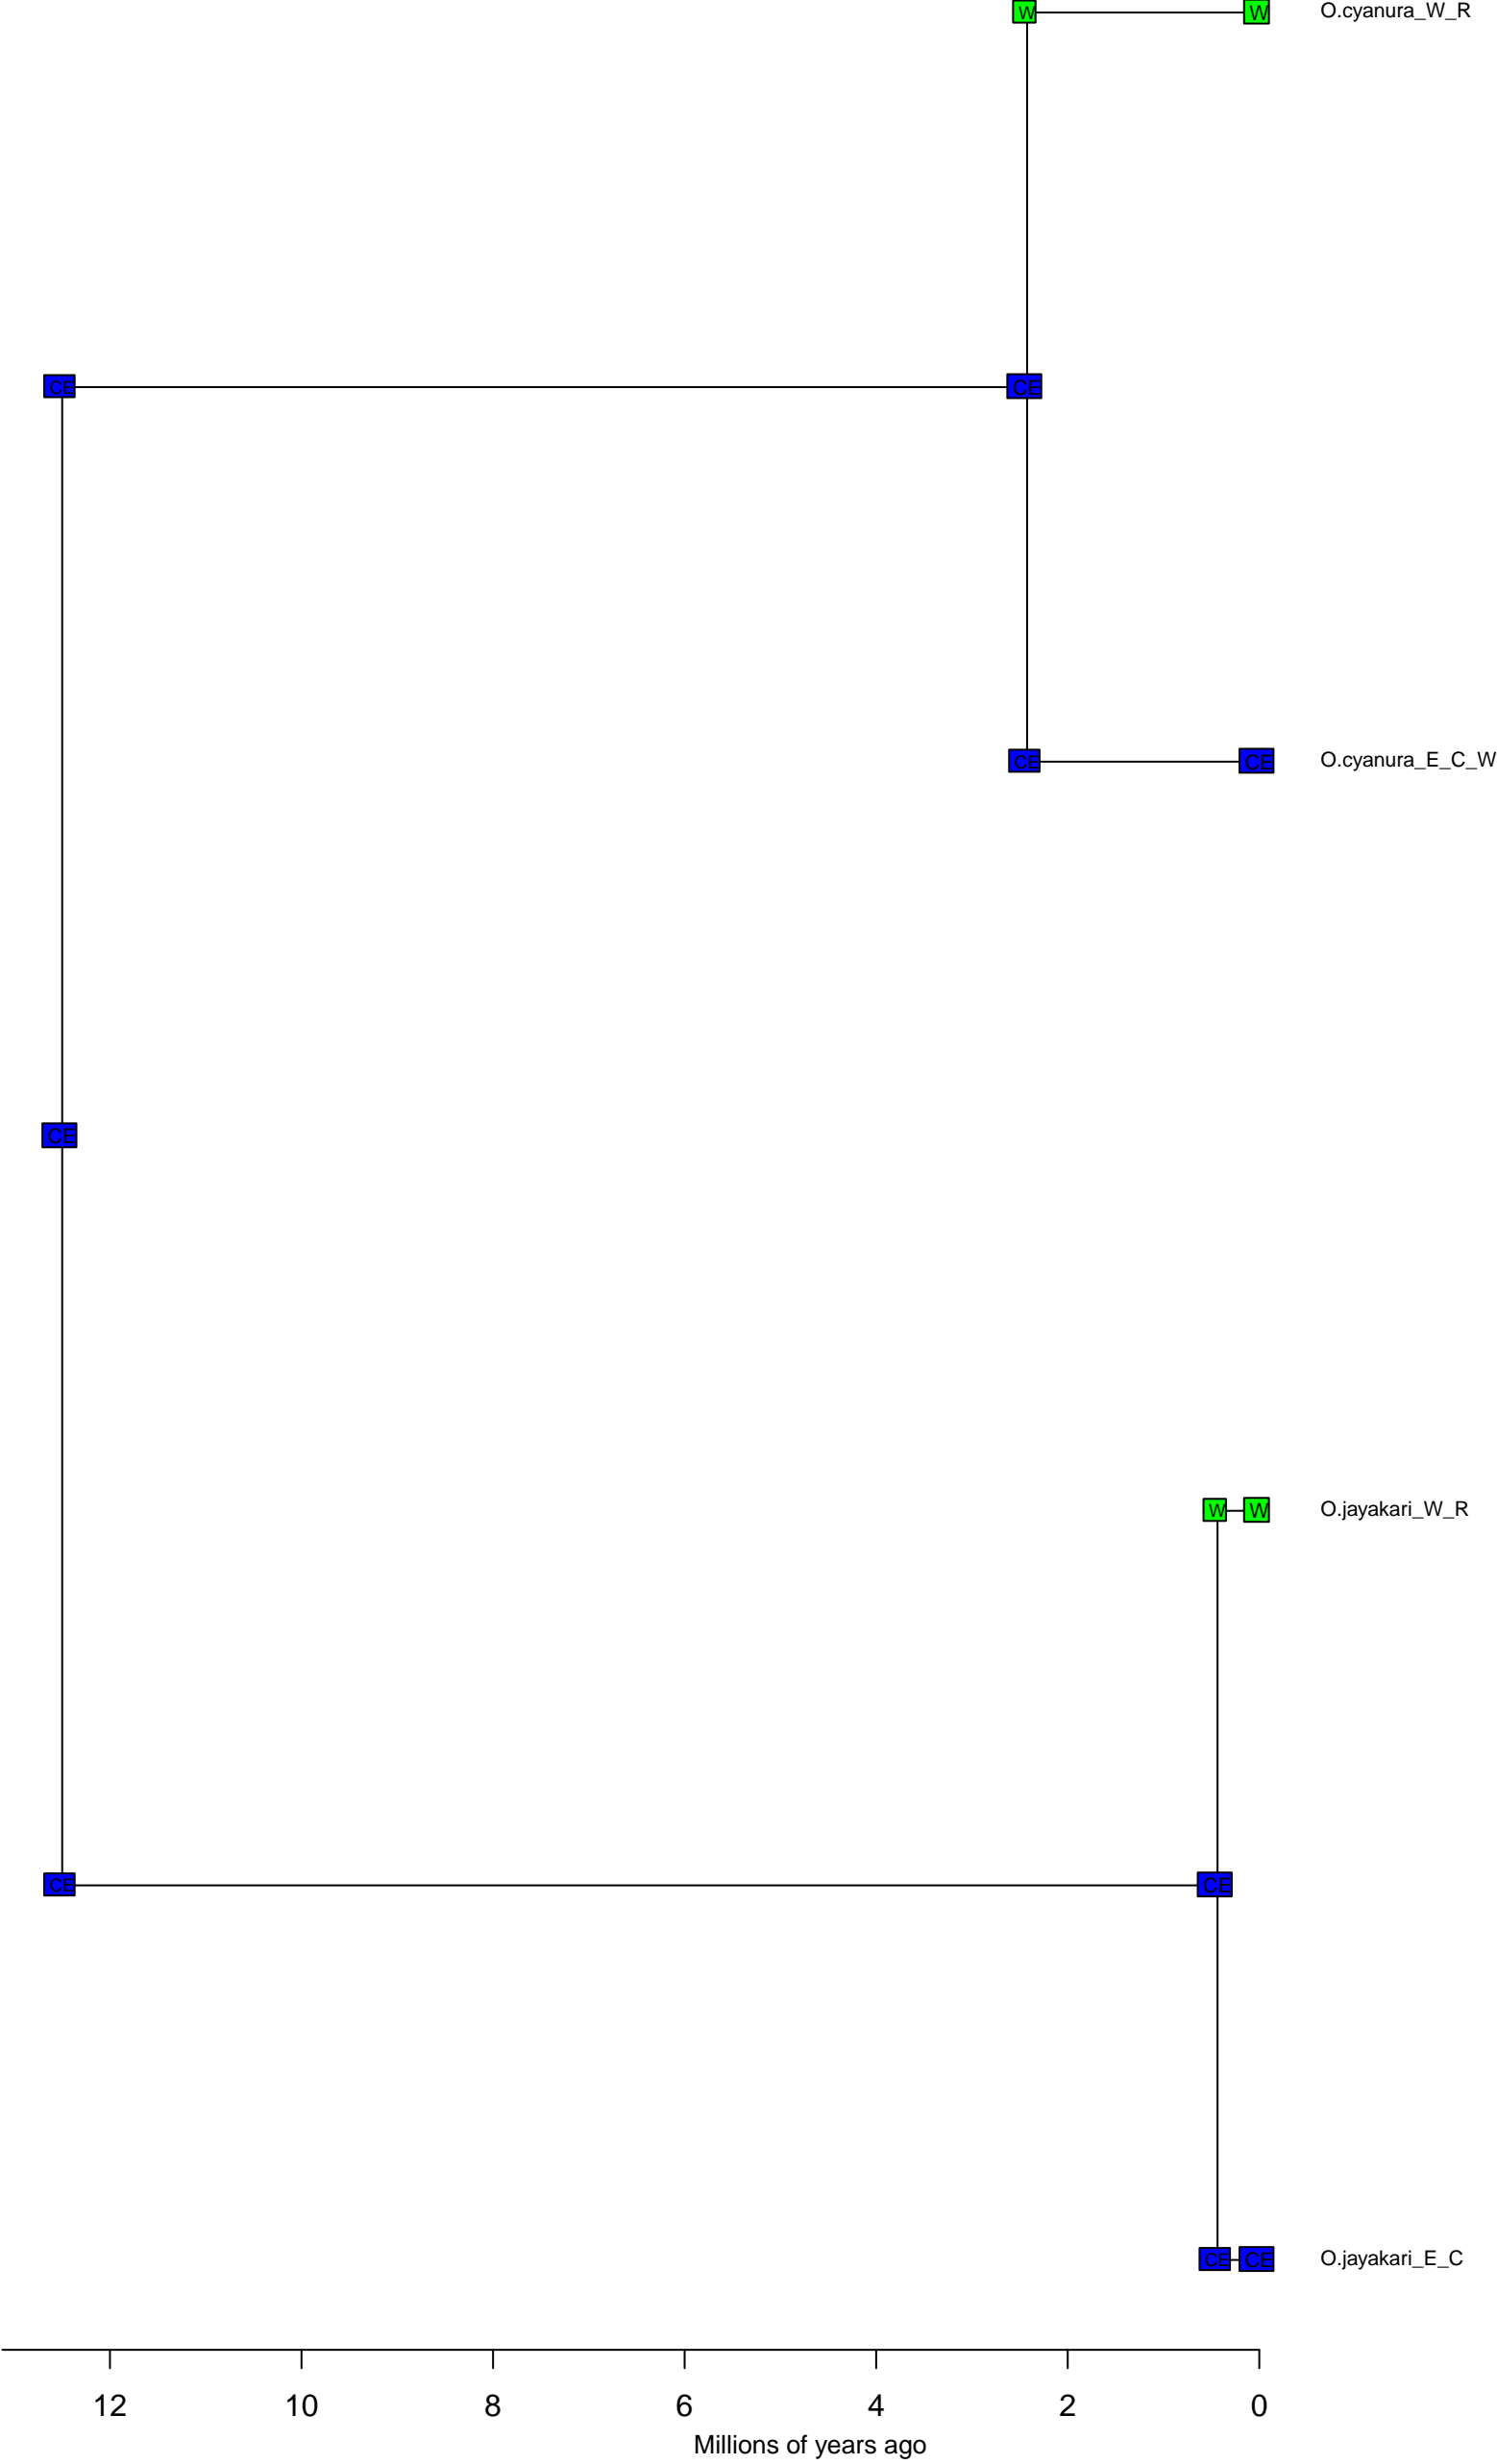 W W O.cyanura_W_R
CE CE
CE CE O.cyanura_E_C_W
CE
W W O.jayakari_W_R
CE CE
CE CE O.jayakari_E_C
12 10 8 6 4 2 0
Millions of years ago